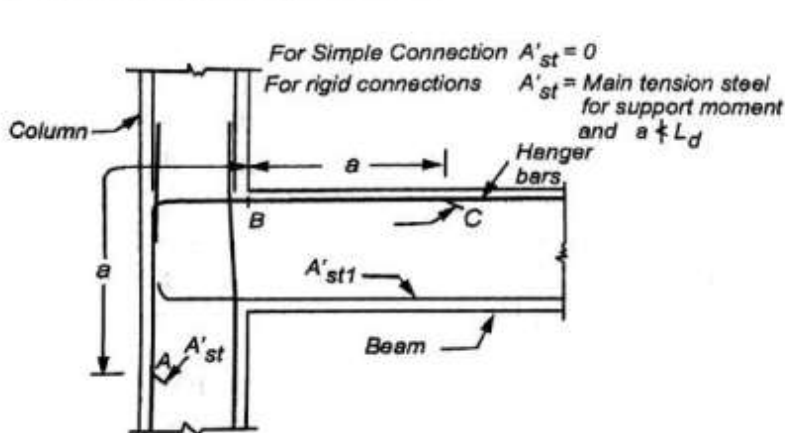 For Simple Connection A'st = 0
For rigid connections A'st = Main tension steel
for support moment
and a ≮ Ld
Column
Hanger
bars
a
B
C
a
A'st1
A
A'st
Beam